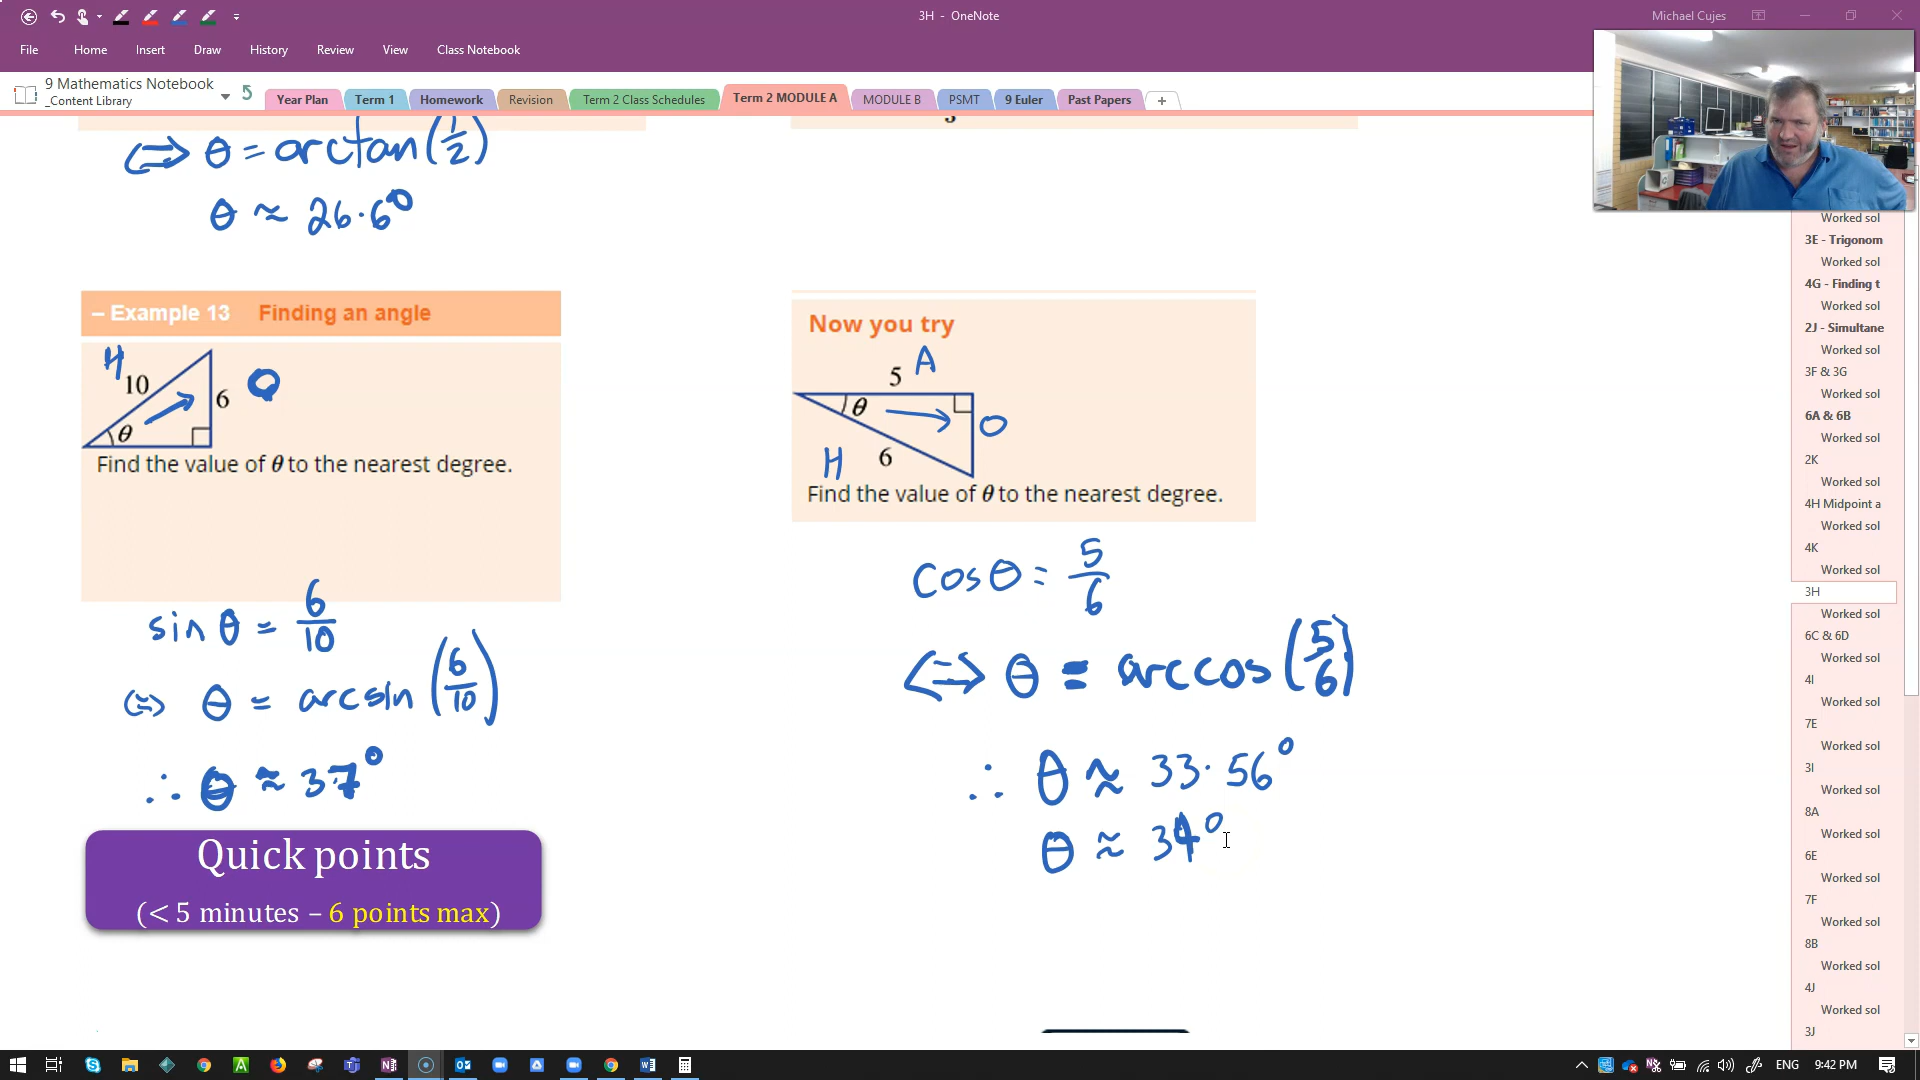 3H - OneNote
Michael Cujes
File Home Insert Draw History Review View Class Notebook
9 Mathematics Notebook
_Content Library
Year Plan Term 1 Homework Revision Term 2 Class Schedules Term 2 MODULE A MODULE B PSMT 9 Euler Past Papers +
⇔ θ = arctan(1/2)
θ ≈ 26.6°
– Example 13 Finding an angle
H
10
6
O
θ
Find the value of θ to the nearest degree.
sin θ = 6/10
⇔ θ = arcsin (6/10)
∴ θ ≈ 37°
Quick points
(< 5 minutes – 6 points max)
Now you try
5 A
θ
O
H 6
Find the value of θ to the nearest degree.
cosθ = 5/6
⇔ θ = arccos(5/6)
∴ θ ≈ 33.56°
θ ≈ 34°
Worked sol
3E - Trigonom
Worked sol
4G - Finding t
Worked sol
2J - Simultane
Worked sol
3F & 3G
Worked sol
6A & 6B
Worked sol
2K
Worked sol
4H Midpoint a
Worked sol
4K
Worked sol
3H
Worked sol
6C & 6D
Worked sol
4I
Worked sol
7E
Worked sol
3I
Worked sol
8A
Worked sol
6E
Worked sol
7F
Worked sol
8B
Worked sol
4J
Worked sol
3J
ENG 9:42 PM